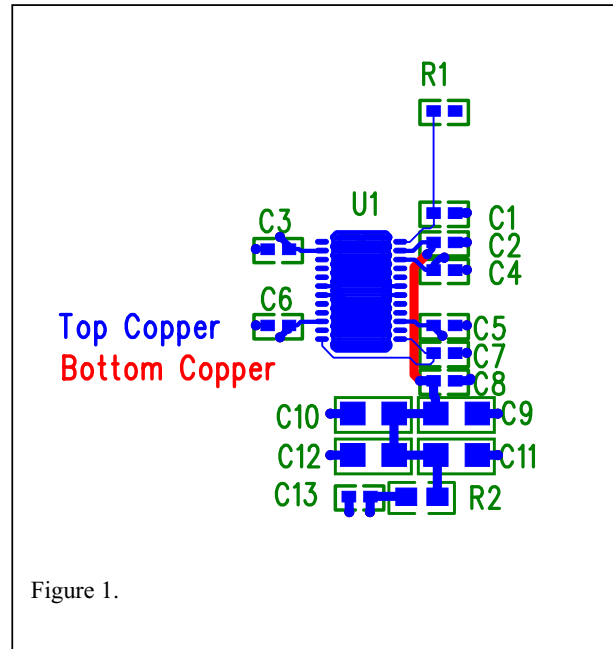 R1
U1
C3
C1
C2
C4
C6
Top Copper
C5
Bottom Copper
C7
C8
C10
C9
C12
C11
C13
R2
Figure 1.